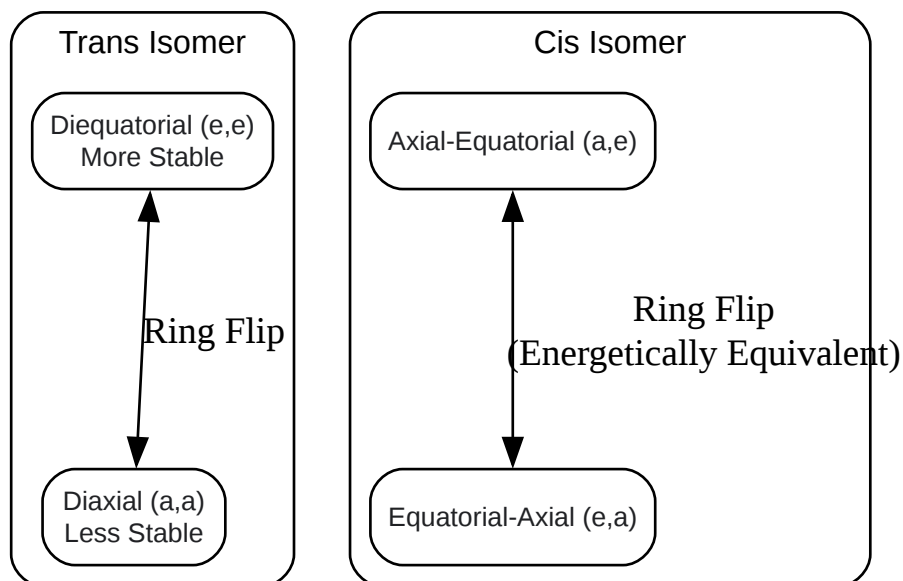 Trans Isomer
Diequatorial (e,e)
More Stable
Ring Flip
Diaxial (a,a)
Less Stable
Cis Isomer
Axial-Equatorial (a,e)
Ring Flip
(Energetically Equivalent)
Equatorial-Axial (e,a)